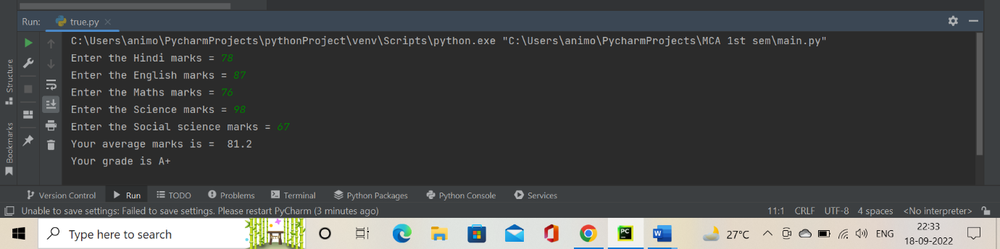 Run: true.py
C:\Users\animo\PycharmProjects\pythonProject\venv\Scripts\python.exe "C:\Users\animo\PycharmProjects\MCA 1st sem\main.py"
Enter the Hindi marks = 78
Enter the English marks = 87
Enter the Maths marks = 76
Enter the Science marks = 98
Enter the Social science marks = 67
Your average marks is =  81.2
Your grade is A+
Structure
Bookmarks
Version Control Run TODO Problems Terminal Python Packages Python Console Services
Unable to save settings: Failed to save settings. Please restart PyCharm (3 minutes ago) 11:1 CRLF UTF-8 4 spaces <No interpreter>
Type here to search PC W 27°C ENG 22:33
18-09-2022